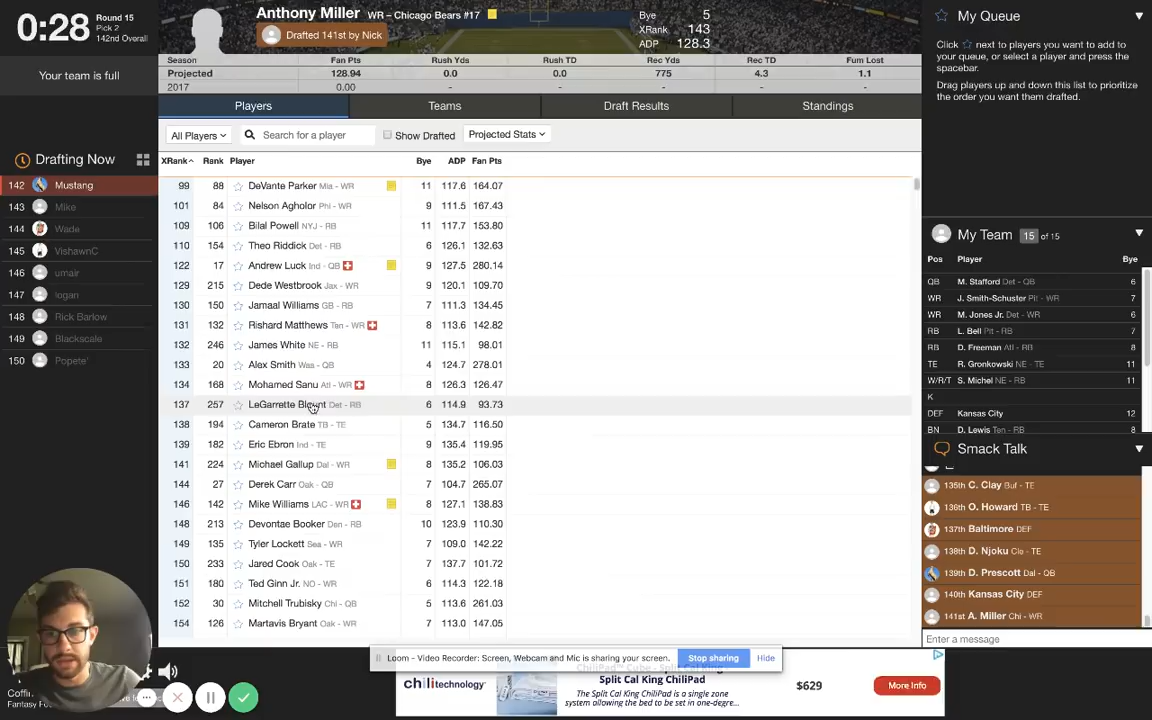 0:28
Round 15
Pick 2
142nd Overall
Your team is full
Anthony Miller WR – Chicago Bears #17
Drafted 141st by Nick
Bye 5
XRank 143
ADP 128.3
Season Fan Pts Rush Yds Rush TD Rec Yds Rec TD Fum Lost
Projected 128.94 0.0 0.0 775 4.3 1.1
2017 0.00 - - - - -
Players Teams Draft Results Standings
All Players Search for a player Show Drafted Projected Stats
XRank Rank Player Bye ADP Fan Pts
99 88 DeVante Parker Mia - WR 11 117.6 164.07
101 84 Nelson Agholor Phi - WR 9 111.5 167.43
109 106 Bilal Powell NYJ - RB 11 117.7 153.80
110 154 Theo Riddick Det - RB 6 126.1 132.63
122 17 Andrew Luck Ind - QB 9 127.5 280.14
129 215 Dede Westbrook Jax - WR 9 120.1 109.70
130 150 Jamaal Williams GB - RB 7 111.3 134.45
131 132 Rishard Matthews Ten - WR 8 113.6 142.82
132 246 James White NE - RB 11 115.1 98.01
133 20 Alex Smith Was - QB 4 124.7 278.01
134 168 Mohamed Sanu Atl - WR 8 126.3 126.47
137 257 LeGarrette Blount Det - RB 6 114.9 93.73
138 194 Cameron Brate TB - TE 5 134.7 116.50
139 182 Eric Ebron Ind - TE 9 135.4 119.95
141 224 Michael Gallup Dal - WR 8 135.2 106.03
144 27 Derek Carr Oak - QB 7 104.7 265.07
146 142 Mike Williams LAC - WR 8 127.1 138.83
148 213 Devontae Booker Den - RB 10 123.9 110.30
149 135 Tyler Lockett Sea - WR 7 109.0 142.22
150 233 Jared Cook Oak - TE 7 137.7 101.72
151 180 Ted Ginn Jr. NO - WR 6 114.3 122.18
152 30 Mitchell Trubisky Chi - QB 5 113.6 261.03
154 126 Martavis Bryant Oak - WR 7 113.0 147.05
Drafting Now
142 Mustang
143 Mike
144 Wade
145 VishawnC
146 umair
147 logan
148 Rick Barlow
149 Blackscale
150 Popete'
My Queue
Click next to players you want to add to
your queue, or select a player and press the
spacebar.
Drag players up and down this list to prioritize
the order you want them drafted.
My Team 15 of 15
Pos Player Bye
QB M. Stafford Det - QB 6
WR J. Smith-Schuster Pit - WR 7
WR M. Jones Jr. Det - WR 6
RB L. Bell Pit - RB 7
RB D. Freeman Atl - RB 8
TE R. Gronkowski NE - TE 11
W/R/T S. Michel NE - RB 11
K
DEF Kansas City 12
BN D. Lewis Ten - RB 8
Smack Talk
135th C. Clay Buf - TE
136th O. Howard TB - TE
137th Baltimore DEF
138th D. Njoku Cle - TE
139th D. Prescott Dal - QB
140th Kansas City DEF
141st A. Miller Chi - WR
Enter a message
Loom – Video Recorder: Screen, Webcam and Mic is sharing your screen. Stop sharing Hide
chilitechnology
Split Cal King ChiliPad
The Split Cal King ChiliPad is a single zone
system allowing the bed to be set in one-degre...
$629
More Info